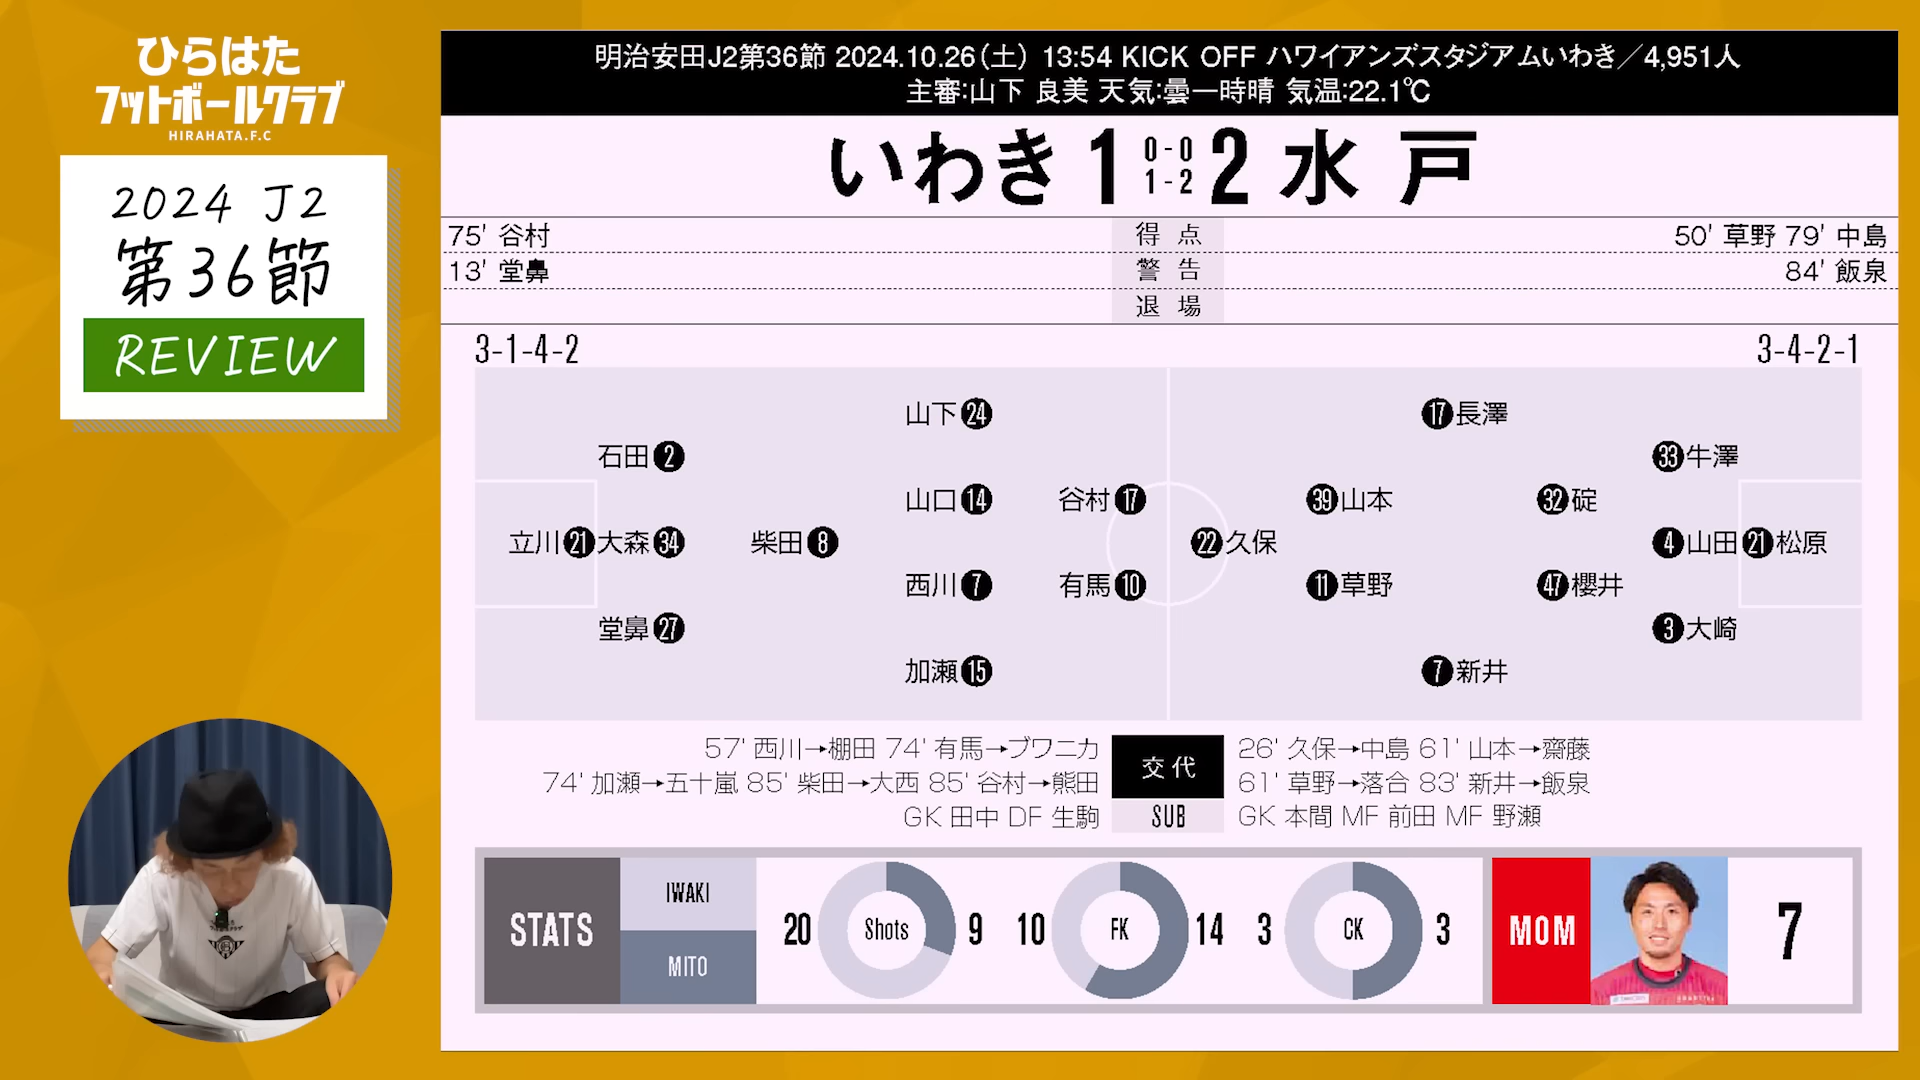 ひらはた
フットボールクラブ
HIRAHATA.F.C
2024 J2
第36節
REVIEW
明治安田J2第36節 2024.10.26(土) 13:54 KICK OFF ハワイアンズスタジアムいわき/4,951人
主審:山下 良美 天気:曇一時晴 気温:22.1℃
いわき 1 0-0 2 水戸
1-2
75' 谷村 得点 50' 草野 79' 中島
13' 堂鼻 警告 84' 飯泉
退場
3-1-4-2 3-4-2-1
山下 24 17 長澤
石田 2 33 牛澤
山口 14 谷村 17 39 山本 32 碇
立川 21 大森 34 柴田 8 22 久保 4 山田 21 松原
西川 7 有馬 10 11 草野 47 櫻井
堂鼻 27 3 大崎
加瀬 15 7 新井
57' 西川→棚田 74' 有馬→ブワニカ 交代 26' 久保→中島 61' 山本→齋藤
74' 加瀬→五十嵐 85' 柴田→大西 85' 谷村→熊田 61' 草野→落合 83' 新井→飯泉
GK 田中 DF 生駒 SUB GK 本間 MF 前田 MF 野瀬
STATS IWAKI 20 Shots 9 10 FK 14 3 CK 3 MOM 7
MITO